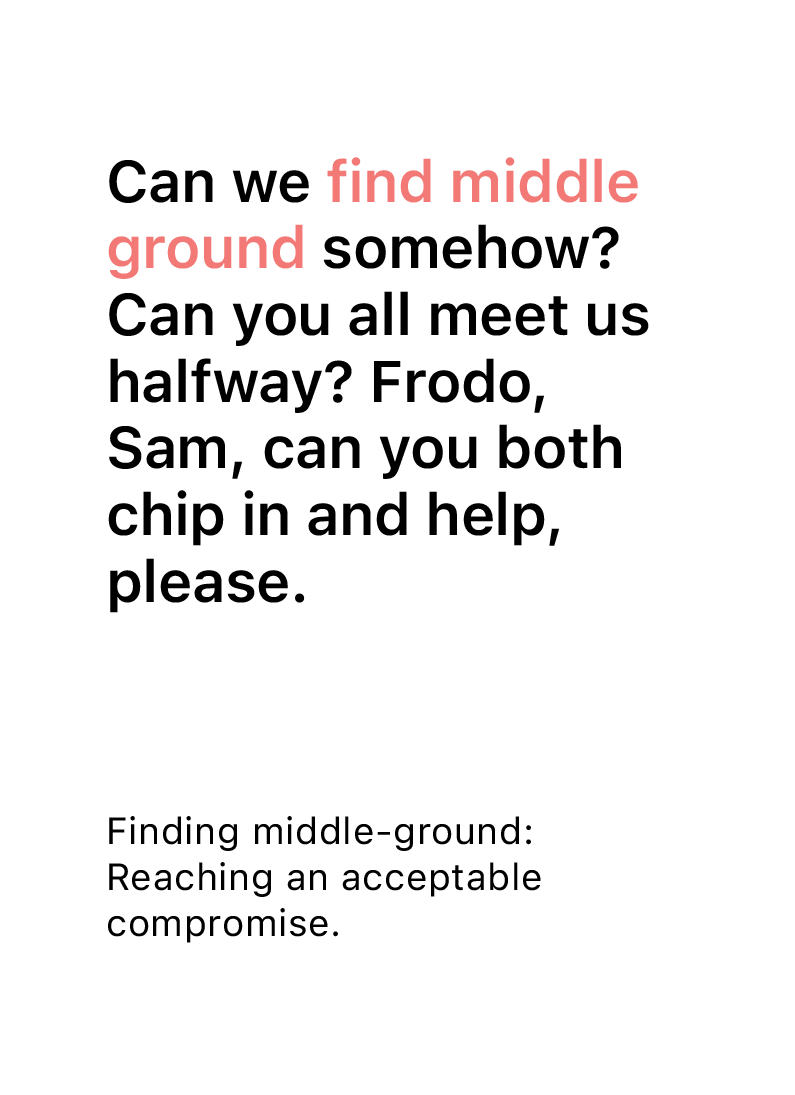 Can we find middle
ground somehow?
Can you all meet us
halfway? Frodo,
Sam, can you both
chip in and help,
please.
Finding middle-ground:
Reaching an acceptable
compromise.